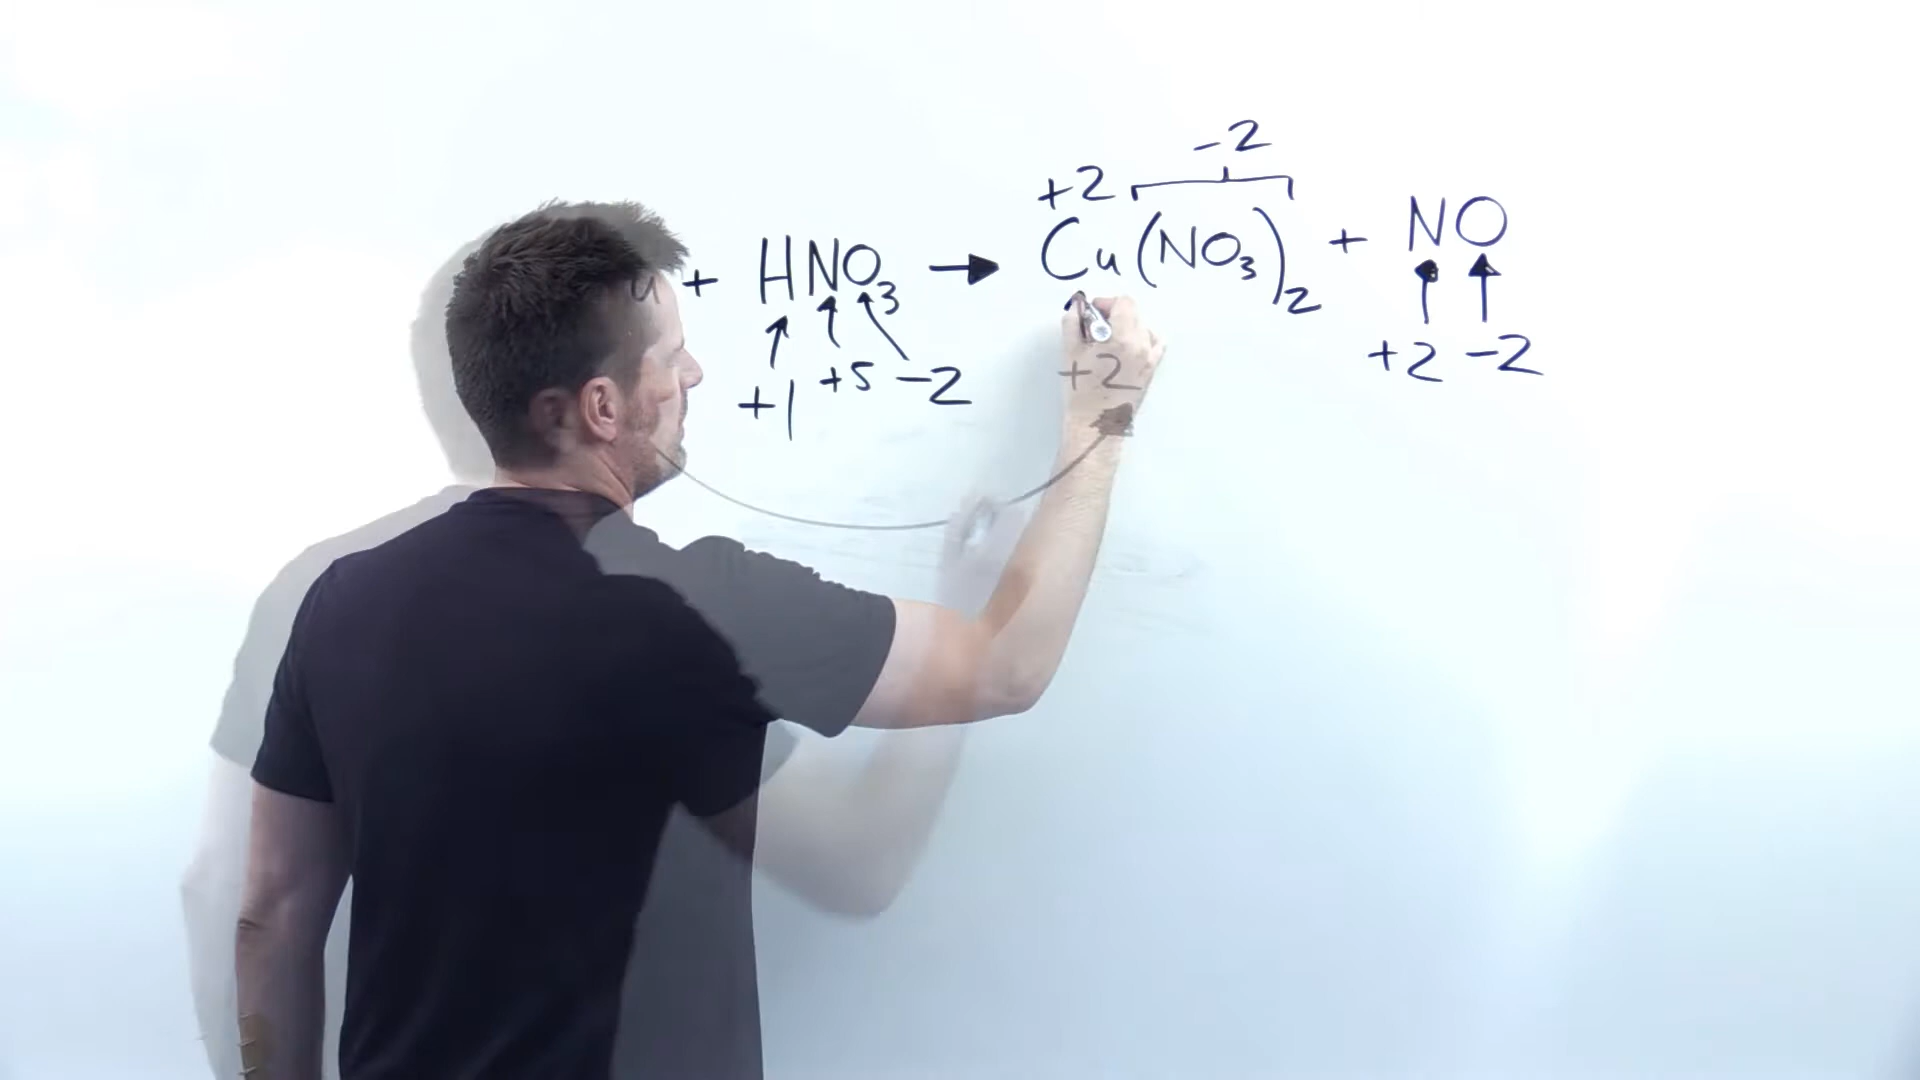 -2
+2
u + HNO₃ → Cu(NO₃)₂ + NO
+1 +5 -2 +2 +2 -2